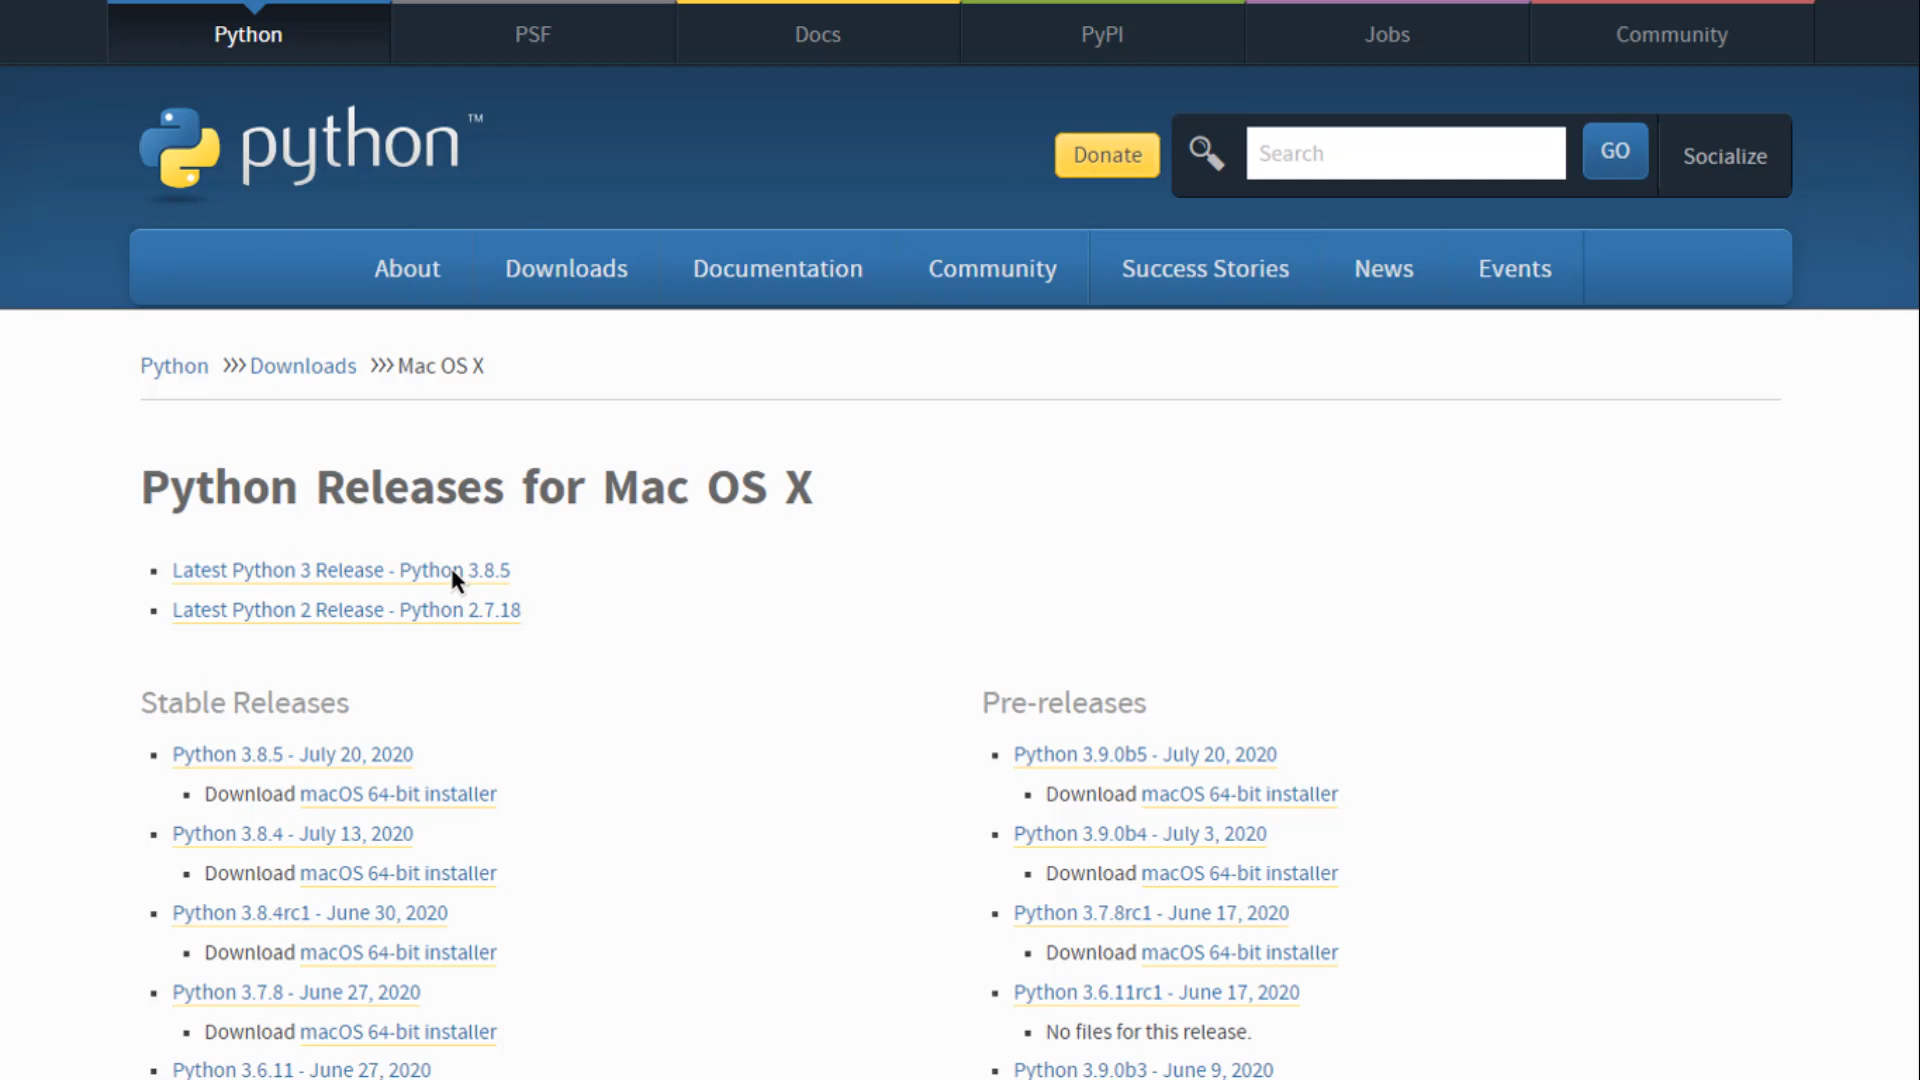 Python
PSF
Docs
PyPI
Jobs
Community
python™
Donate
Search
GO
Socialize
About
Downloads
Documentation
Community
Success Stories
News
Events
Python >>> Downloads >>> Mac OS X
Python Releases for Mac OS X
Latest Python 3 Release - Python 3.8.5
Latest Python 2 Release - Python 2.7.18
Stable Releases
Python 3.8.5 - July 20, 2020
Download macOS 64-bit installer
Python 3.8.4 - July 13, 2020
Download macOS 64-bit installer
Python 3.8.4rc1 - June 30, 2020
Download macOS 64-bit installer
Python 3.7.8 - June 27, 2020
Download macOS 64-bit installer
Python 3.6.11 - June 27, 2020
Pre-releases
Python 3.9.0b5 - July 20, 2020
Download macOS 64-bit installer
Python 3.9.0b4 - July 3, 2020
Download macOS 64-bit installer
Python 3.7.8rc1 - June 17, 2020
Download macOS 64-bit installer
Python 3.6.11rc1 - June 17, 2020
No files for this release.
Python 3.9.0b3 - June 9, 2020